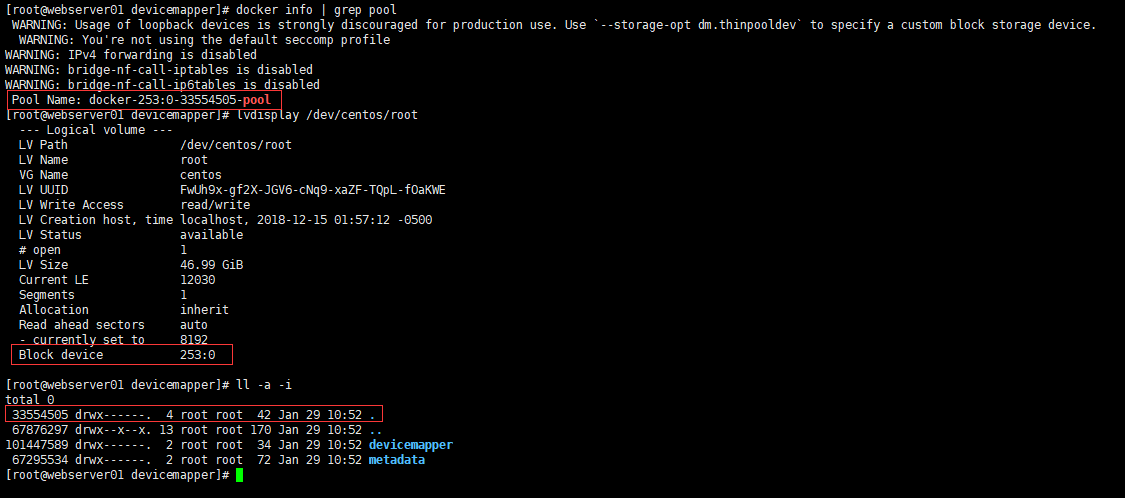 [root@webserver01 devicemapper]# docker info | grep pool
 WARNING: Usage of loopback devices is strongly discouraged for production use. Use `--storage-opt dm.thinpooldev` to specify a custom block storage device.
  WARNING: You're not using the default seccomp profile
WARNING: IPv4 forwarding is disabled
WARNING: bridge-nf-call-iptables is disabled
WARNING: bridge-nf-call-ip6tables is disabled
 Pool Name: docker-253:0-33554505-pool
[root@webserver01 devicemapper]# lvdisplay /dev/centos/root
  --- Logical volume ---
  LV Path                /dev/centos/root
  LV Name                root
  VG Name                centos
  LV UUID                FwUh9x-gf2X-JGV6-cNq9-xaZF-TQpL-fOaKWE
  LV Write Access        read/write
  LV Creation host, time localhost, 2018-12-15 01:57:12 -0500
  LV Status              available
  # open                 1
  LV Size                46.99 GiB
  Current LE             12030
  Segments               1
  Allocation             inherit
  Read ahead sectors     auto
  - currently set to     8192
  Block device           253:0
[root@webserver01 devicemapper]# ll -a -i
total 0
 33554505 drwx------.  4 root root  42 Jan 29 10:52 .
 67876297 drwx--x--x. 13 root root 170 Jan 29 10:52 ..
101447589 drwx------.  2 root root  34 Jan 29 10:52 devicemapper
 67295534 drwx------.  2 root root  72 Jan 29 10:52 metadata
[root@webserver01 devicemapper]#